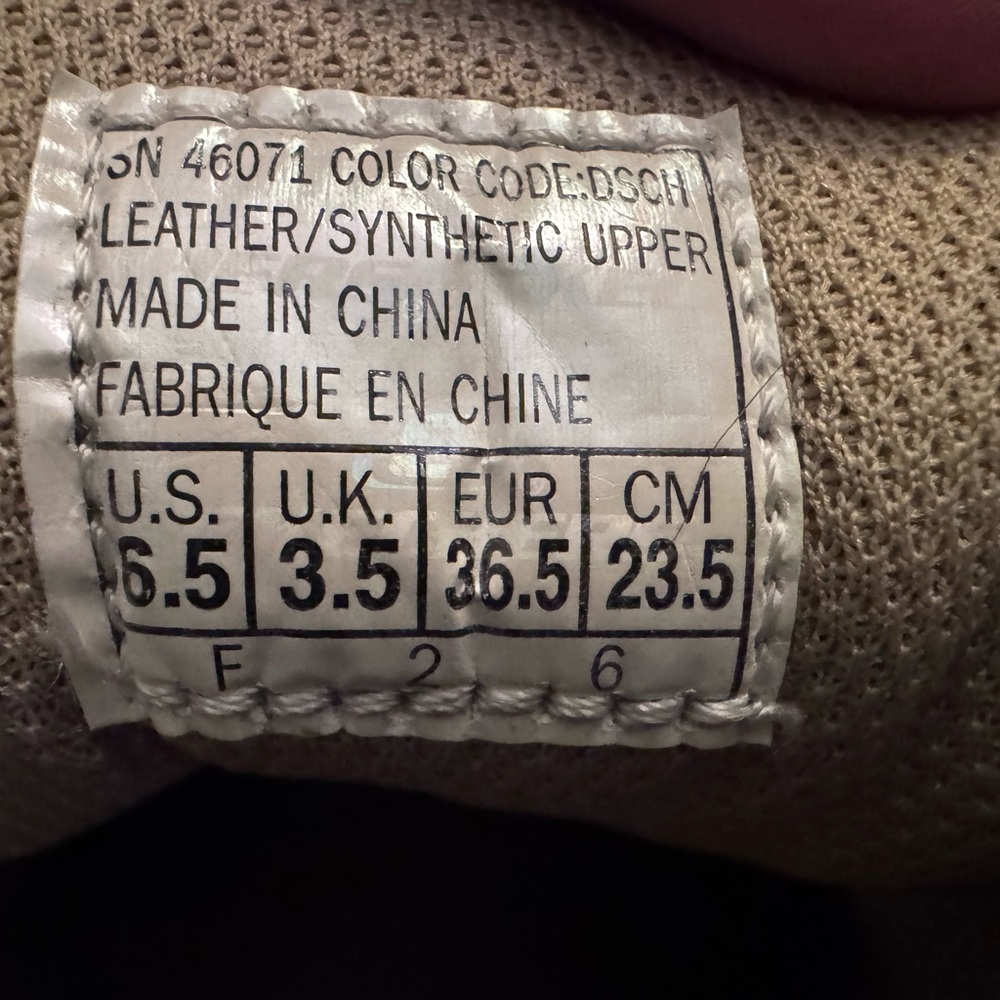 SN 46071 COLOR CODE:DSCH
LEATHER/SYNTHETIC UPPER
MADE IN CHINA
FABRIQUE EN CHINE
U.S. U.K. EUR CM
6.5 3.5 36.5 23.5
F 2 6